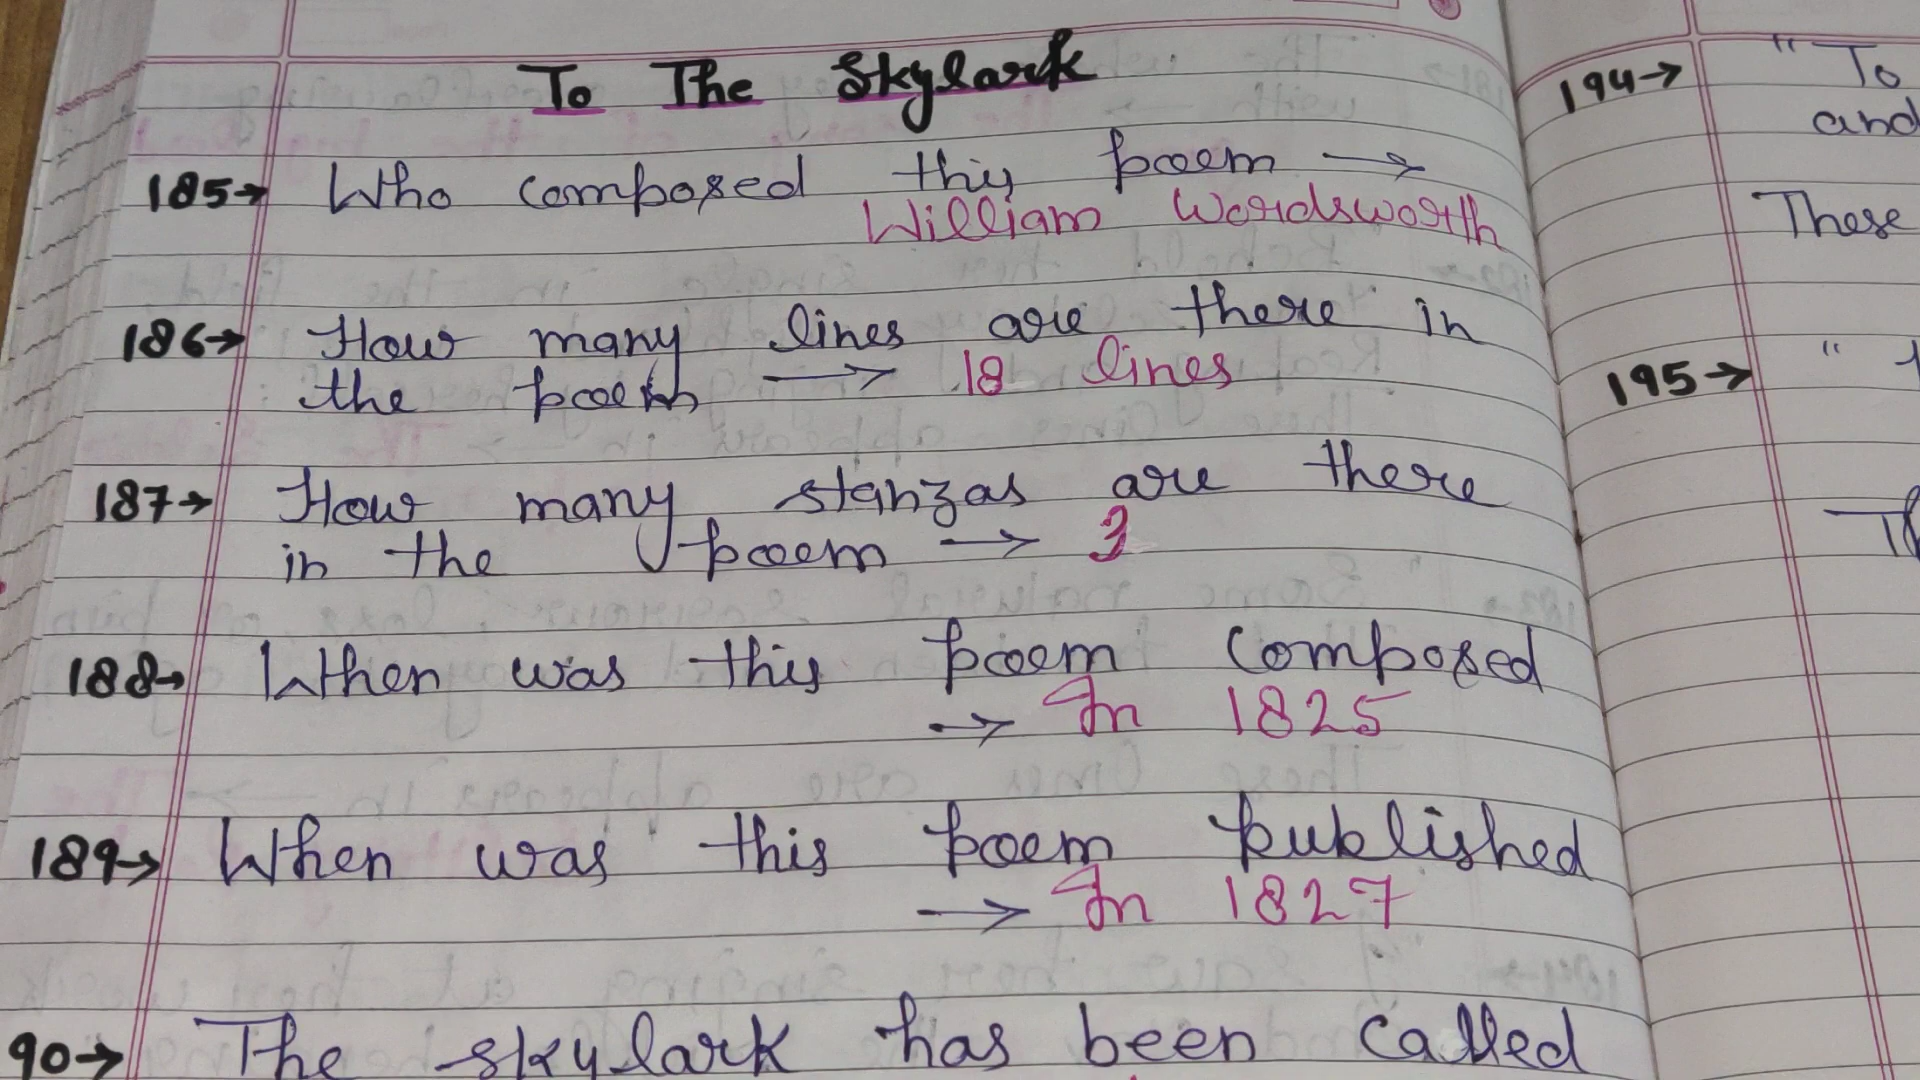 To The Skylark
185→ Who composed this poem →
William Wordsworth
186→ How many lines are there in
the poem → 18 lines
187→ How many stanzas are there
in the poem → 3
188→ When was this poem composed
→ In 1825
189→ When was this poem published
→ In 1827
90→ The skylark has been called
194→ " To
and
These
195→ "